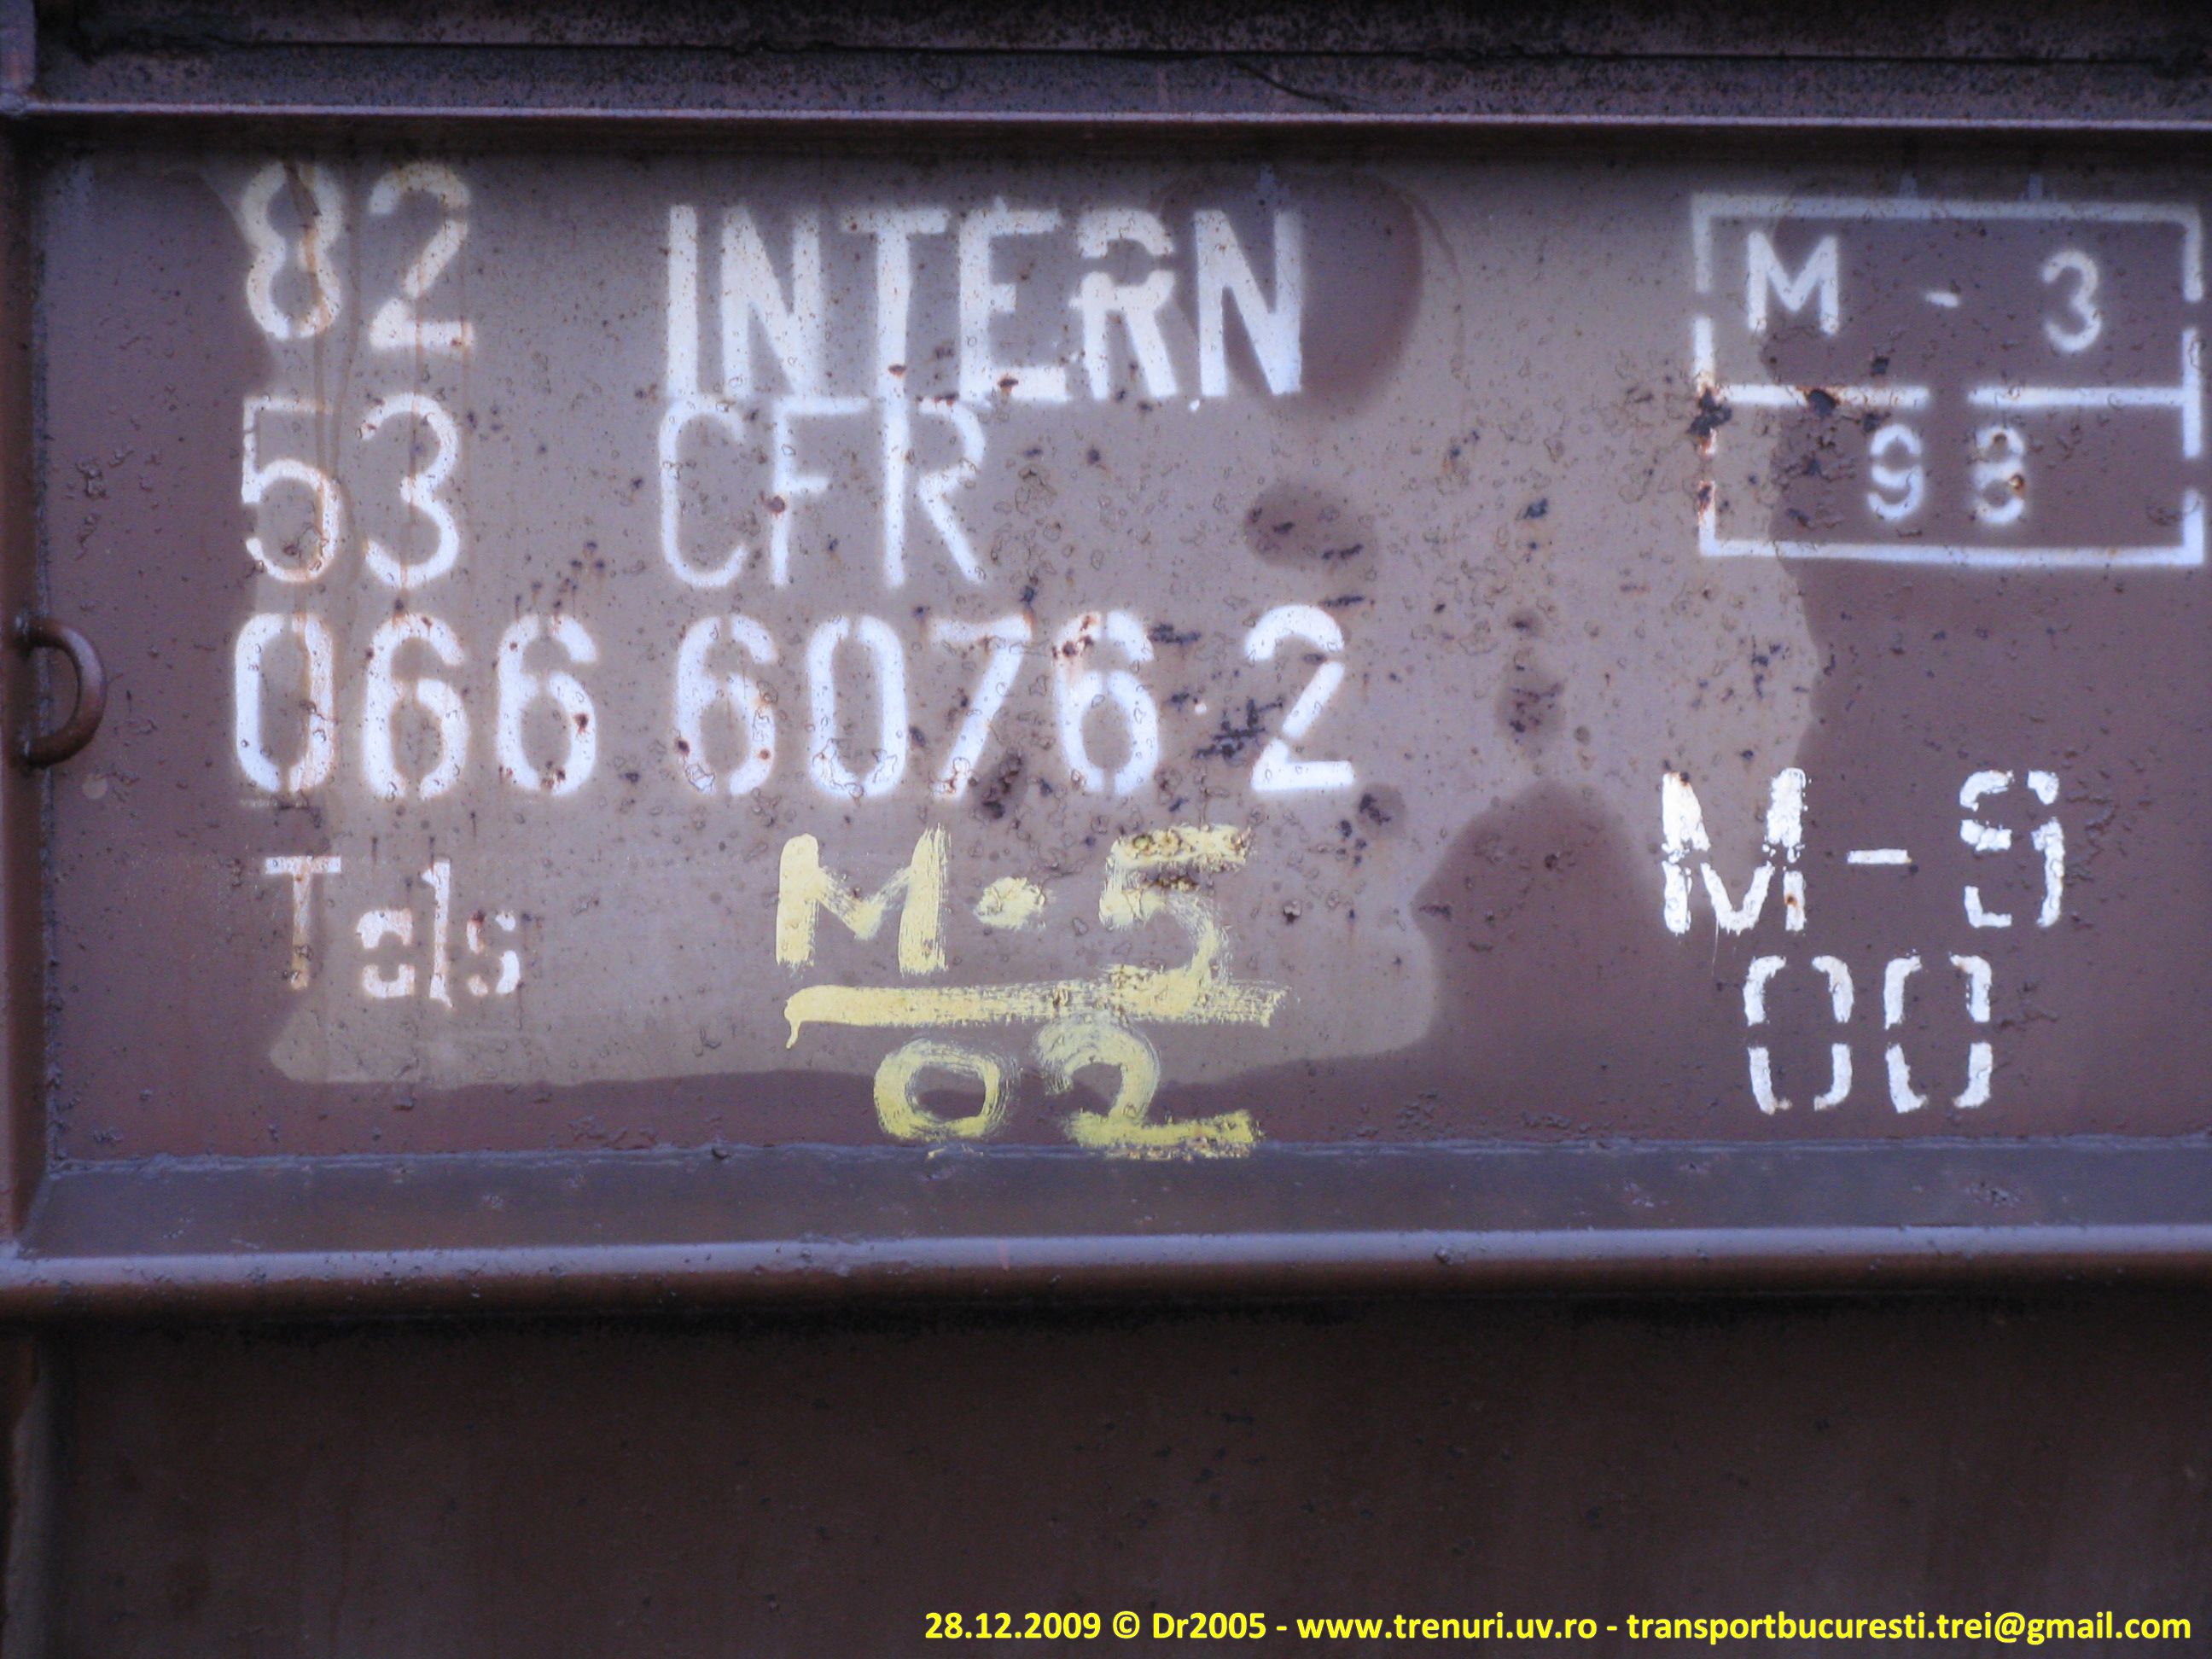 82 INTERN
53 CFR
066 6076 2
Tals
M-3
98
M-5
02
M-9
00
28.12.2009 © Dr2005 - www.trenuri.uv.ro - transportbucuresti.trei@gmail.com